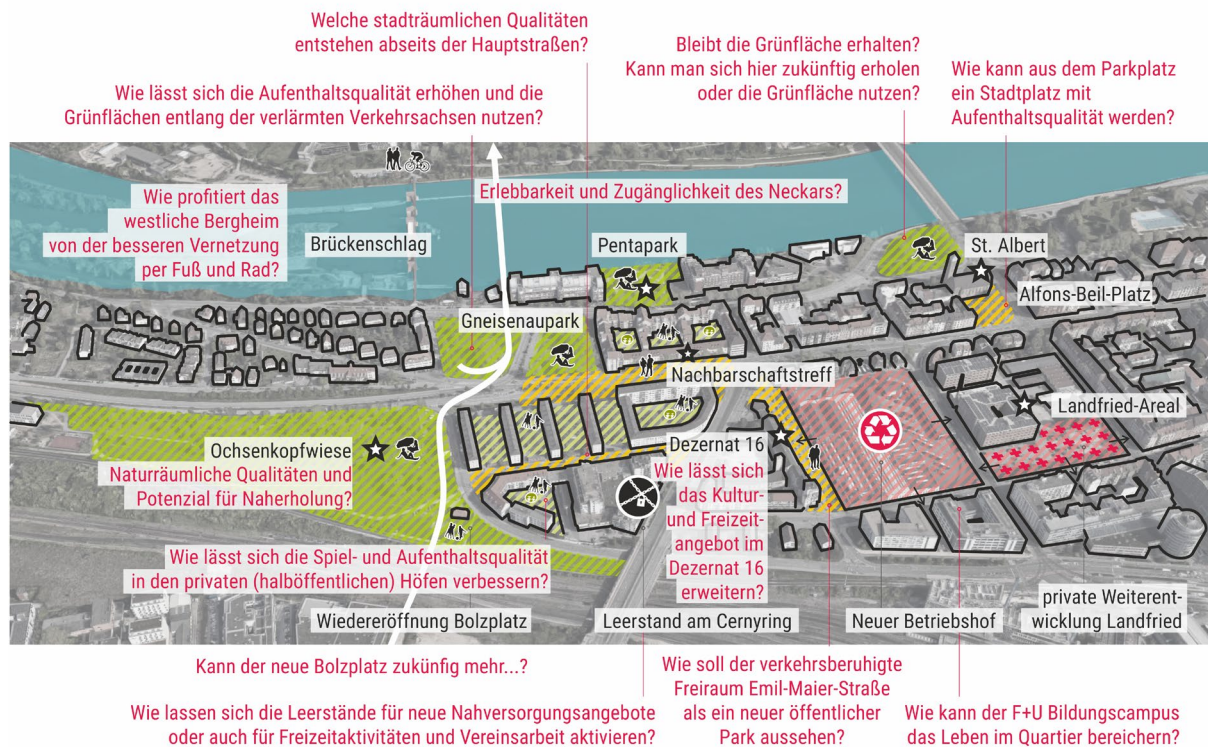 Welche stadträumlichen Qualitäten
entstehen abseits der Hauptstraßen?
Bleibt die Grünfläche erhalten?
Kann man sich hier zukünftig erholen
oder die Grünfläche nutzen?
Wie kann aus dem Parkplatz
ein Stadtplatz mit
Aufenthaltsqualität werden?
Wie lässt sich die Aufenthaltsqualität erhöhen und die
Grünflächen entlang der verlärmten Verkehrsachsen nutzen?
Wie profitiert das
westliche Bergheim
von der besseren Vernetzung
per Fuß und Rad?
Brückenschlag
Erlebbarkeit und Zugänglichkeit des Neckars?
Pentapark
St. Albert
Alfons-Beil-Platz
Gneisenaupark
Nachbarschaftstreff
Landfried-Areal
Ochsenkopfwiese
Naturräumliche Qualitäten und
Potenzial für Naherholung?
Dezernat 16
Wie lässt sich
das Kultur-
und Freizeit-
angebot im
Dezernat 16
erweitern?
Wie lässt sich die Spiel- und Aufenthaltsqualität
in den privaten (halböffentlichen) Höfen verbessern?
Wiedereröffnung Bolzplatz
Leerstand am Cernyring
Neuer Betriebshof
private Weiterent-
wicklung Landfried
Kann der neue Bolzplatz zukünfig mehr...?
Wie lassen sich die Leerstände für neue Nahversorgungsangebote
oder auch für Freizeitaktivitäten und Vereinsarbeit aktivieren?
Wie soll der verkehrsberuhigte
Freiraum Emil-Maier-Straße
als ein neuer öffentlicher
Park aussehen?
Wie kann der F+U Bildungscampus
das Leben im Quartier bereichern?